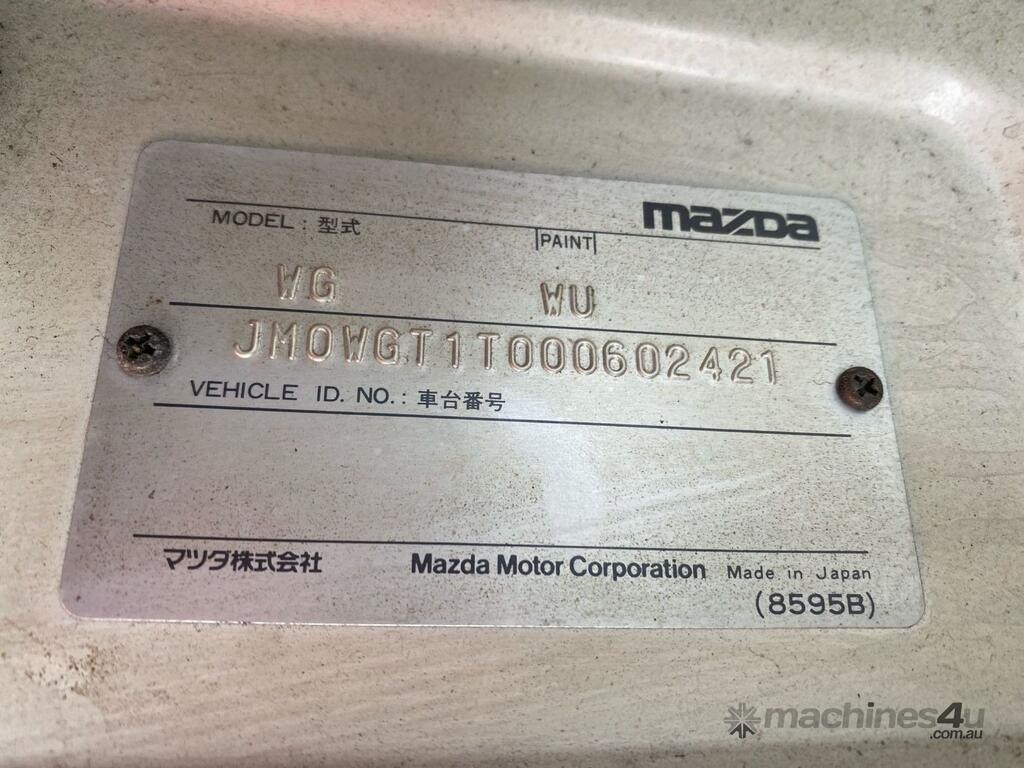 mazda
MODEL : 型式
PAINT
WG WU
JM0WGT1T000602421
VEHICLE ID. NO. : 車台番号
マツダ株式会社 Mazda Motor Corporation Made in Japan
(8595B)
machines4u
.com.au